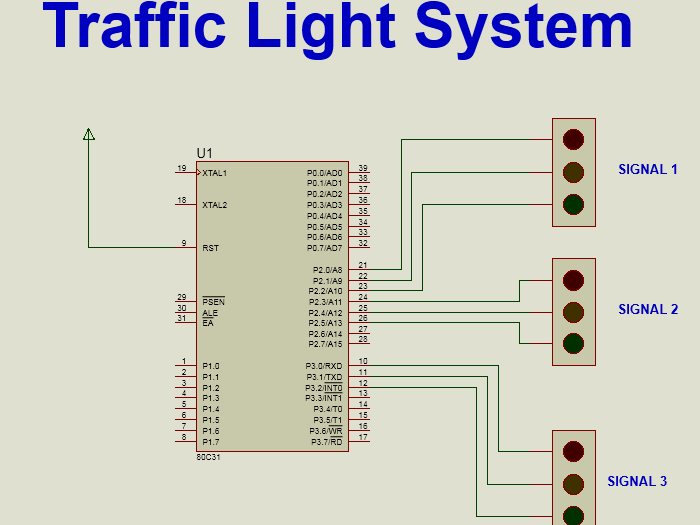 Traffic Light System
U1
19 XTAL1
18 XTAL2
9 RST
29 PSEN
30 ALE
31 EA
1 P1.0
2 P1.1
3 P1.2
4 P1.3
5 P1.4
6 P1.5
7 P1.6
8 P1.7
P0.0/AD0 39
P0.1/AD1 38
P0.2/AD2 37
P0.3/AD3 36
P0.4/AD4 35
P0.5/AD5 34
P0.6/AD6 33
P0.7/AD7 32
P2.0/A8 21
P2.1/A9 22
P2.2/A10 23
P2.3/A11 24
P2.4/A12 25
P2.5/A13 26
P2.6/A14 27
P2.7/A15 28
P3.0/RXD 10
P3.1/TXD 11
P3.2/INT0 12
P3.3/INT1 13
P3.4/T0 14
P3.5/T1 15
P3.6/WR 16
P3.7/RD 17
80C31
SIGNAL 1
SIGNAL 2
SIGNAL 3